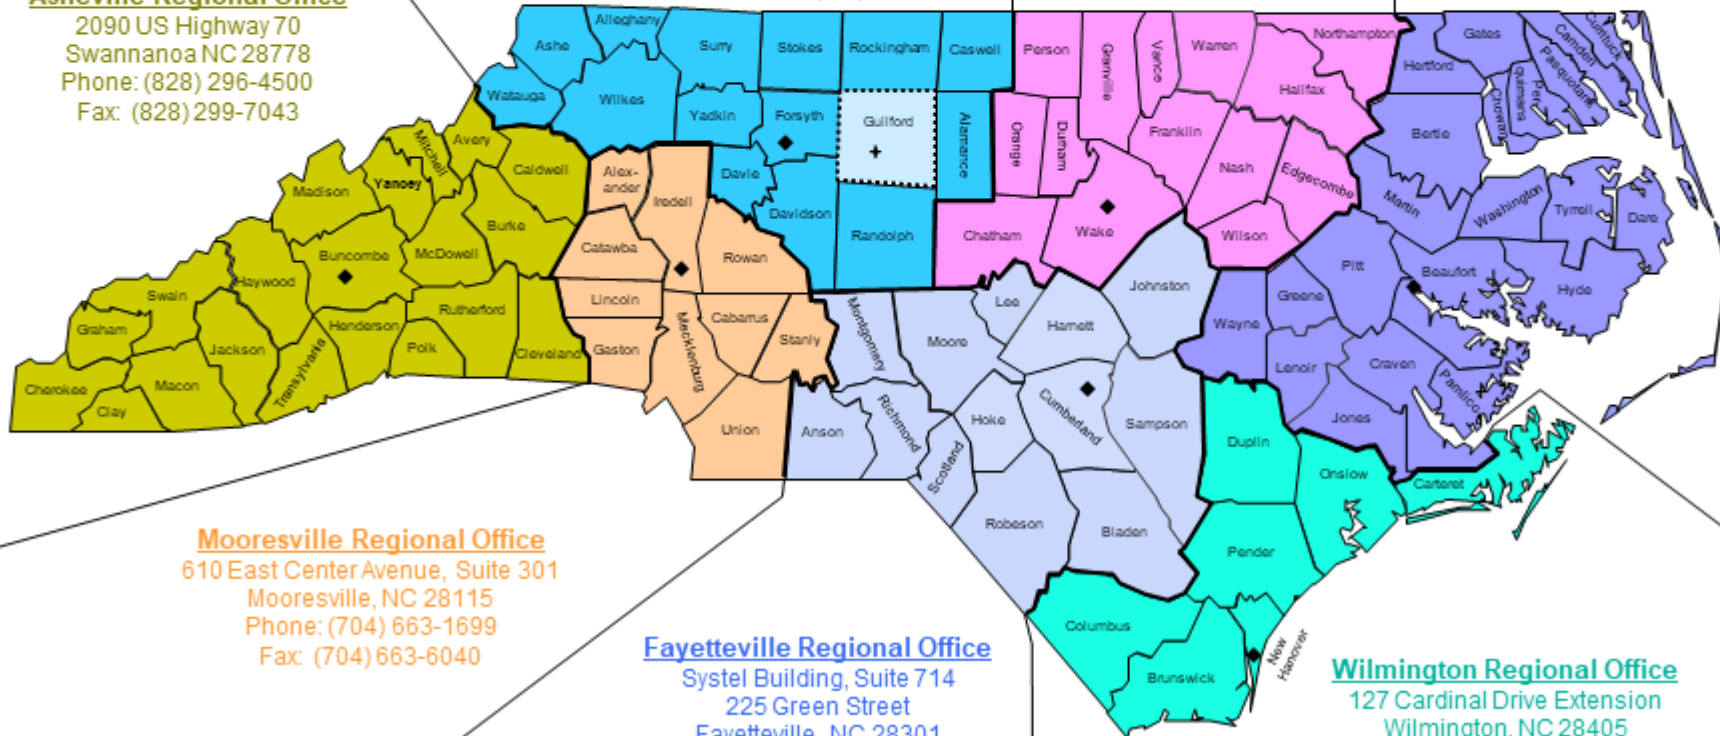 Asheville Regional Office
2090 US Highway 70
Swannanoa NC 28778
Phone: (828) 296-4500
Fax: (828) 299-7043
Alleghany
Ashe
Surry
Stokes
Rockingham
Caswell
Person
Granville
Vance
Warren
Northampton
Gates
Camden
Currituck
Pasquotank
Hertford
Watauga
Wilkes
Yadkin
Forsyth
Guilford
Alamance
Orange
Durham
Franklin
Halifax
Bertie
Chowan
Per
quimans
Mitchell
Avery
Caldwell
Alex-
ander
Iredell
Davie
Davidson
Randolph
Chatham
Wake
Nash
Edgecombe
Wilson
Martin
Washington
Tyrrell
Dare
Madison
Yancey
Burke
McDowell
Buncombe
Haywood
Swain
Graham
Cherokee
Clay
Macon
Jackson
Transylvania
Henderson
Polk
Rutherford
Cleveland
Catawba
Rowan
Lincoln
Gaston
Mecklenburg
Cabarrus
Stanly
Union
Montgomery
Moore
Lee
Harnett
Johnston
Wayne
Greene
Pitt
Beaufort
Hyde
Lenoir
Craven
Pamlico
Jones
Anson
Richmond
Scotland
Hoke
Cumberland
Sampson
Duplin
Onslow
Carteret
Robeson
Bladen
Pender
Columbus
Brunswick
New
Hanover
Mooresville Regional Office
610 East Center Avenue, Suite 301
Mooresville, NC 28115
Phone: (704) 663-1699
Fax: (704) 663-6040
Fayetteville Regional Office
Systel Building, Suite 714
225 Green Street
Fayetteville, NC 28301
Wilmington Regional Office
127 Cardinal Drive Extension
Wilmington, NC 28405